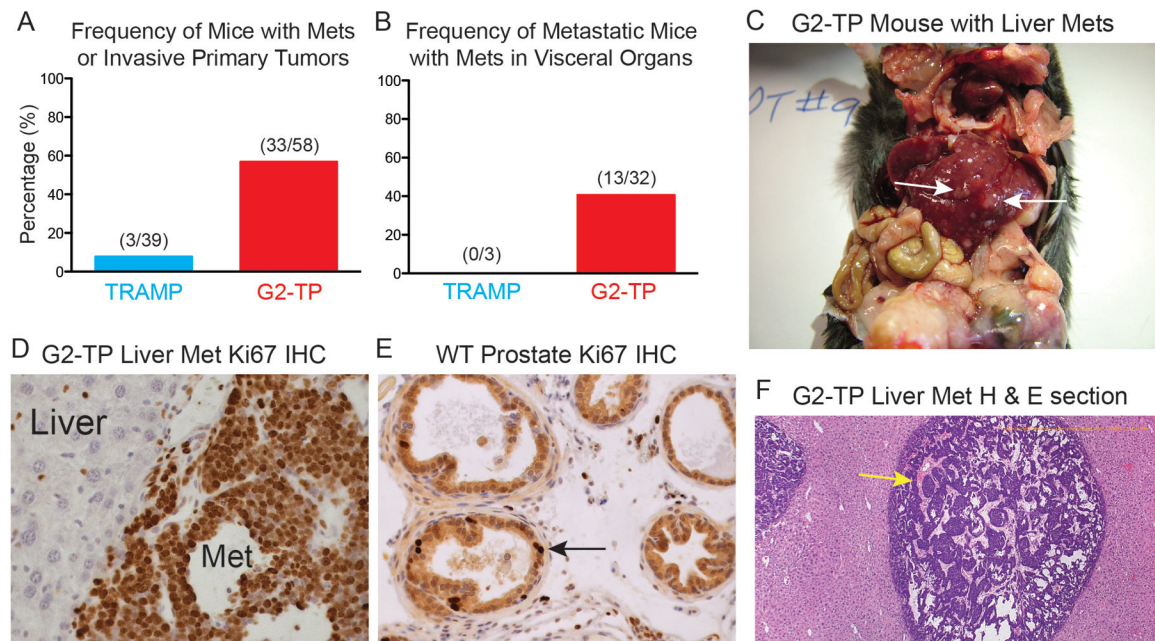 A
Frequency of Mice with Mets
or Invasive Primary Tumors
Percentage (%)
100
80
60
40
20
0
(3/39)
(33/58)
TRAMP
G2-TP
B
Frequency of Metastatic Mice
with Mets in Visceral Organs
100
80
60
40
20
0
(0/3)
(13/32)
TRAMP
G2-TP
C
G2-TP Mouse with Liver Mets
OT#9
D
G2-TP Liver Met Ki67 IHC
Liver
Met
E
WT Prostate Ki67 IHC
F
G2-TP Liver Met H & E section